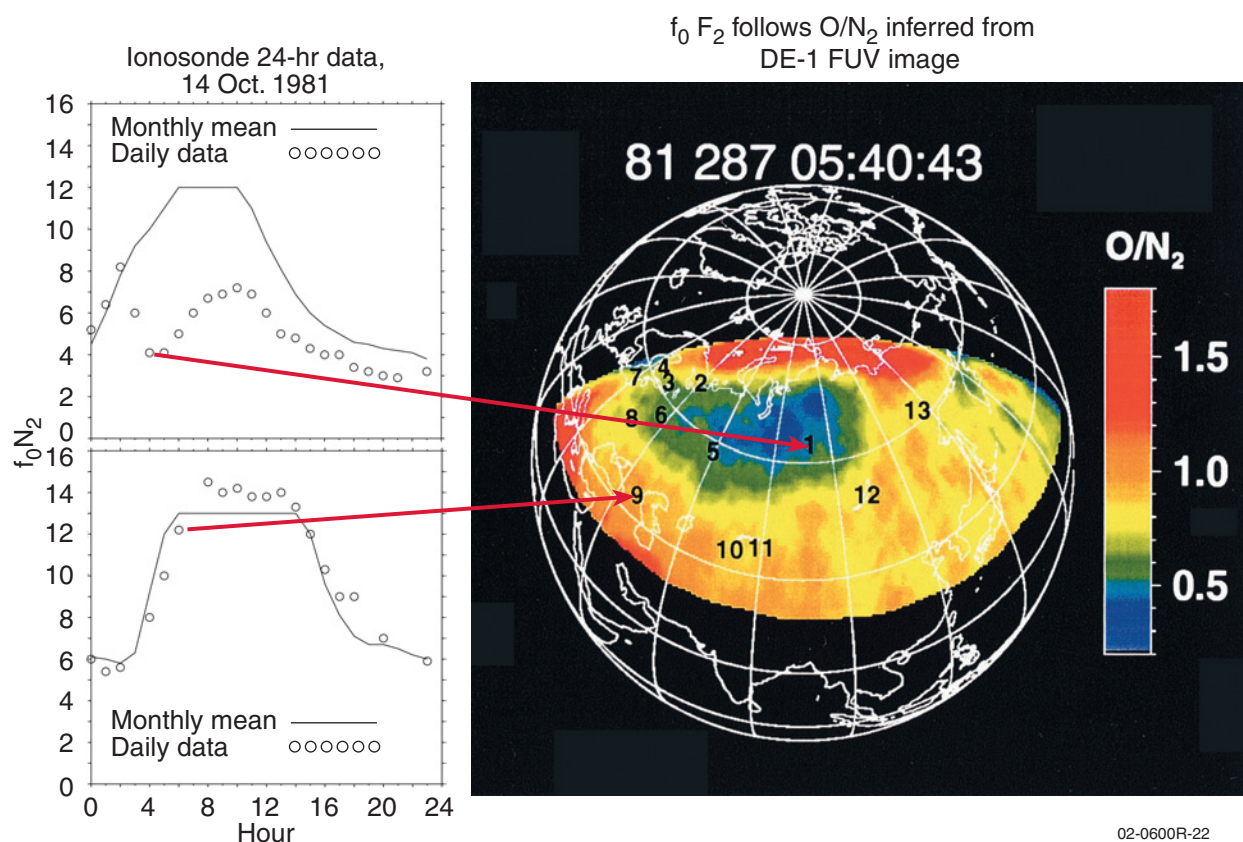 f₀ F₂ follows O/N₂ inferred from
DE-1 FUV image
Ionosonde 24-hr data,
14 Oct. 1981
16
14
12
10
8
6
4
2
0
Monthly mean
Daily data
f₀N₂
16
14
12
10
8
6
4
2
0
Monthly mean
Daily data
0 4 8 12 16 20 24
Hour
81 287 05:40:43
O/N₂
1.5
1.0
0.5
4
7
3 2
13
8 6
5
1
9
12
10 11
02-0600R-22